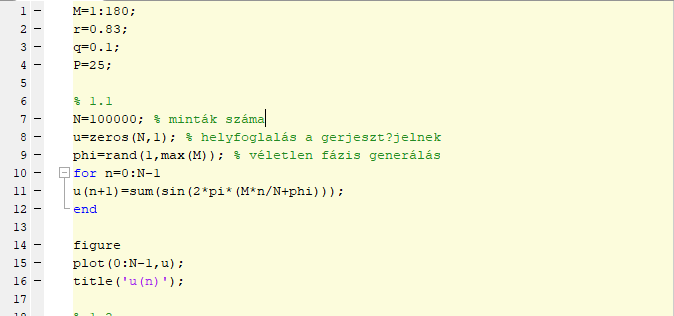 1 M=1:180;
2 r=0.83;
3 q=0.1;
4 P=25;
5
6 % 1.1
7 N=100000; % minták száma
8 u=zeros(N,1); % helyfoglalás a gerjeszt?jelnek
9 phi=rand(1,max(M)); % véletlen fázis generálás
10 for n=0:N-1
11 u(n+1)=sum(sin(2*pi*(M*n/N+phi)));
12 end
13
14 figure
15 plot(0:N-1,u);
16 title('u(n)');
17